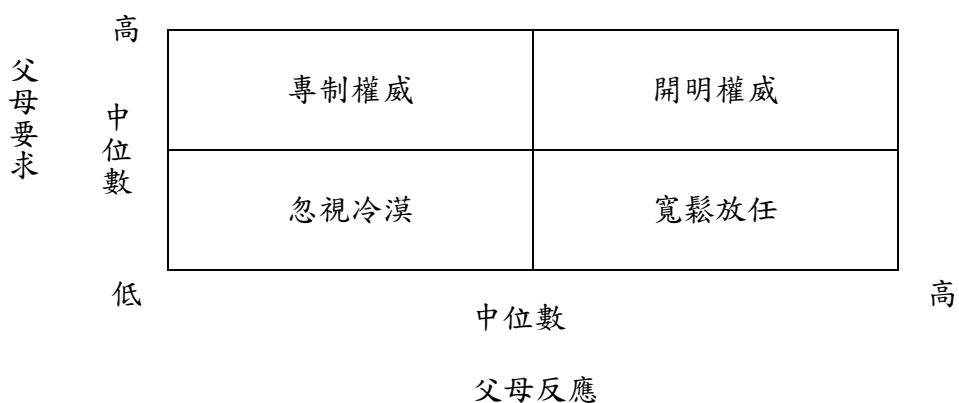 高
父母要求
中位數
專制權威
開明權威
忽視冷漠
寬鬆放任
低
高
中位數
父母反應